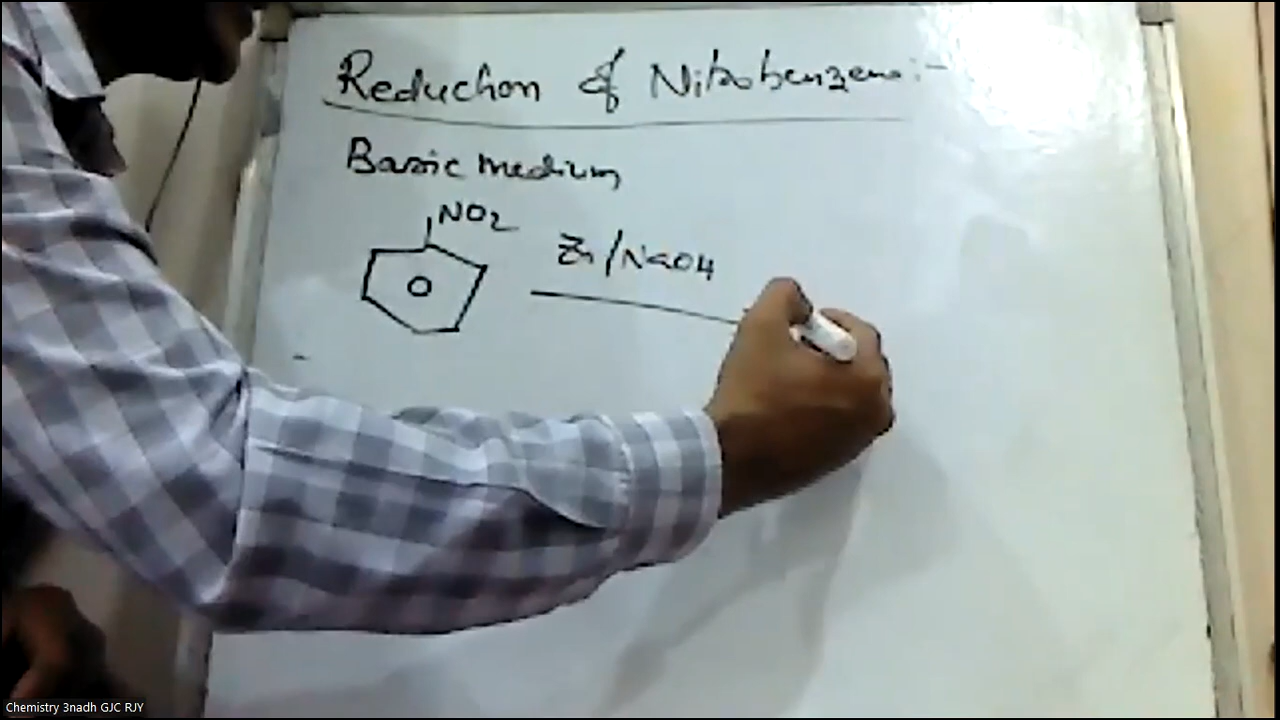 Reduction of Nitrobenzene:-
Basic medium
NO2
Zn/NaOH
Chemistry 3nadh GJC RJY